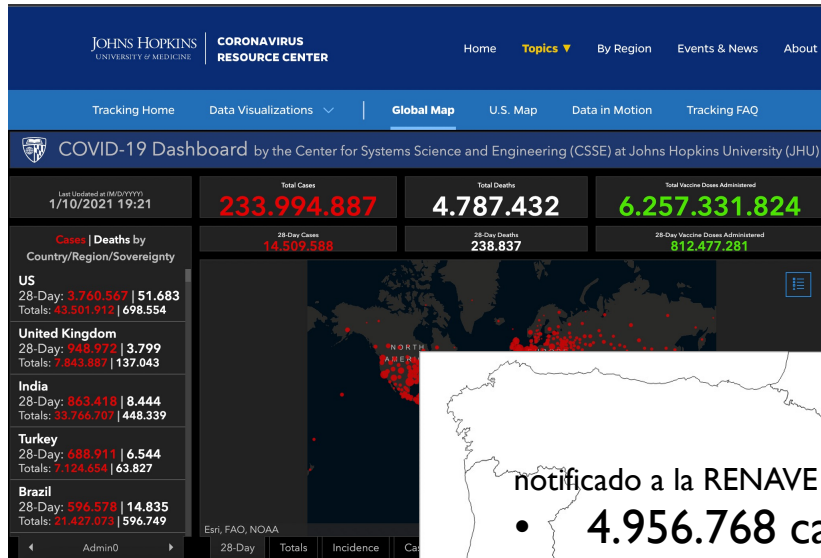 JOHNS HOPKINS
UNIVERSITY & MEDICINE
CORONAVIRUS
RESOURCE CENTER
Home Topics ▼ By Region Events & News About
Tracking Home Data Visualizations Global Map U.S. Map Data in Motion Tracking FAQ
COVID-19 Dashboard by the Center for Systems Science and Engineering (CSSE) at Johns Hopkins University (JHU)
Last Updated at (M/D/YYYY)
1/10/2021 19:21
Total Cases
233.994.887
Total Deaths
4.787.432
Total Vaccine Doses Administered
6.257.331.824
28-Day Cases
14.509.588
28-Day Deaths
238.837
28-Day Vaccine Doses Administered
812.477.281
Cases | Deaths by
Country/Region/Sovereignty
US
28-Day: 3.760.567 | 51.683
Totals: 43.501.912 | 698.554
United Kingdom
28-Day: 948.972 | 3.799
Totals: 7.843.887 | 137.043
India
28-Day: 863.418 | 8.444
Totals: 33.766.707 | 448.339
Turkey
28-Day: 688.911 | 6.544
Totals: 7.124.654 | 63.827
Brazil
28-Day: 596.578 | 14.835
Totals: 21.427.073 | 596.749
NORTH
Esri, FAO, NOAA
Admin0
28-Day Totals Incidence
notificado a la RENAVE
• 4.956.768 ca